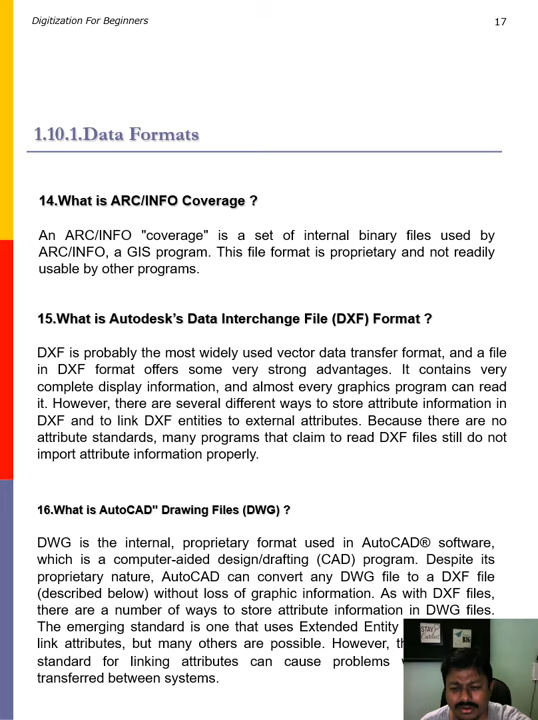 Digitization For Beginners
17
1.10.1.Data Formats
14.What is ARC/INFO Coverage ?
An ARC/INFO "coverage" is a set of internal binary files used by
ARC/INFO, a GIS program. This file format is proprietary and not readily
usable by other programs.
15.What is Autodesk's Data Interchange File (DXF) Format ?
DXF is probably the most widely used vector data transfer format, and a file
in DXF format offers some very strong advantages. It contains very
complete display information, and almost every graphics program can read
it. However, there are several different ways to store attribute information in
DXF and to link DXF entities to external attributes. Because there are no
attribute standards, many programs that claim to read DXF files still do not
import attribute information properly.
16.What is AutoCAD" Drawing Files (DWG) ?
DWG is the internal, proprietary format used in AutoCAD® software,
which is a computer-aided design/drafting (CAD) program. Despite its
proprietary nature, AutoCAD can convert any DWG file to a DXF file
(described below) without loss of graphic information. As with DXF files,
there are a number of ways to store attribute information in DWG files.
The emerging standard is one that uses Extended Entity
link attributes, but many others are possible. However,
standard for linking attributes can cause problems
transferred between systems.
STAY